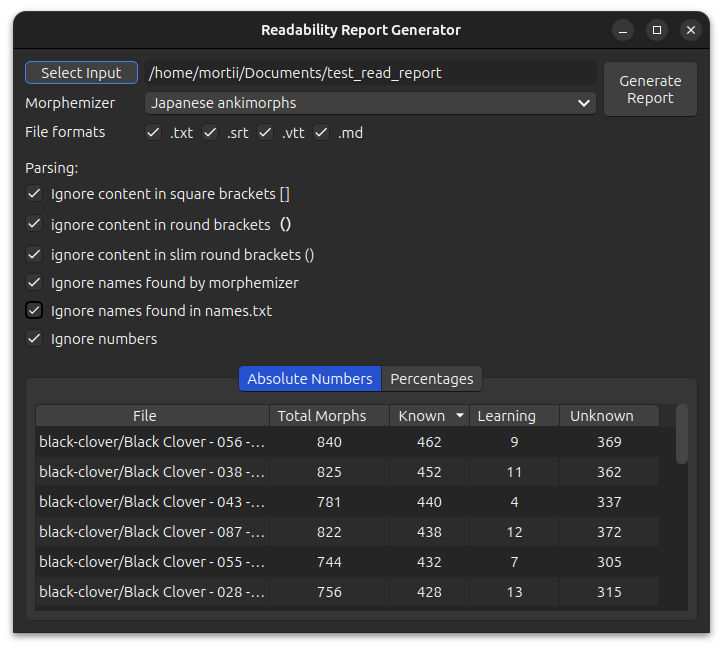 Readability Report Generator
Select Input /home/mortii/Documents/test_read_report
Generate Report
Morphemizer Japanese ankimorphs
File formats .txt .srt .vtt .md
Parsing:
Ignore content in square brackets []
ignore content in round brackets （）
ignore content in slim round brackets ()
Ignore names found by morphemizer
Ignore names found in names.txt
Ignore numbers
Absolute Numbers Percentages
File Total Morphs Known Learning Unknown
black-clover/Black Clover - 056 -… 840 462 9 369
black-clover/Black Clover - 038 -… 825 452 11 362
black-clover/Black Clover - 043 -… 781 440 4 337
black-clover/Black Clover - 087 -… 822 438 12 372
black-clover/Black Clover - 055 -… 744 432 7 305
black-clover/Black Clover - 028 -… 756 428 13 315